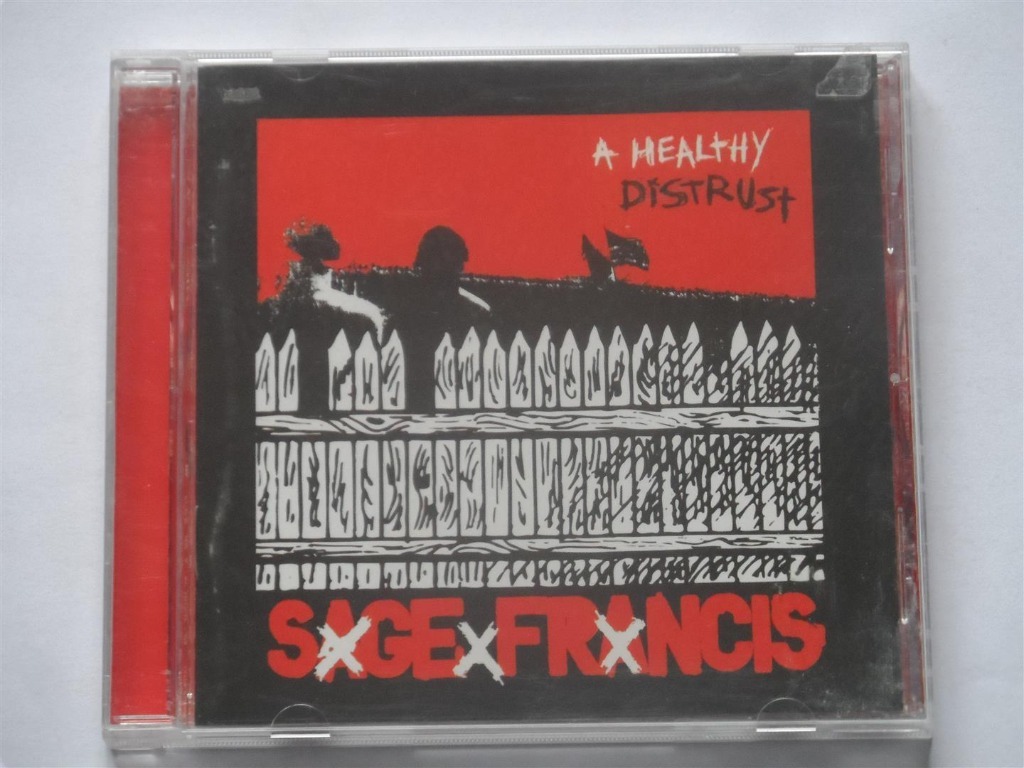 A HEALTHY
DISTRUST
SAGE FRANCIS